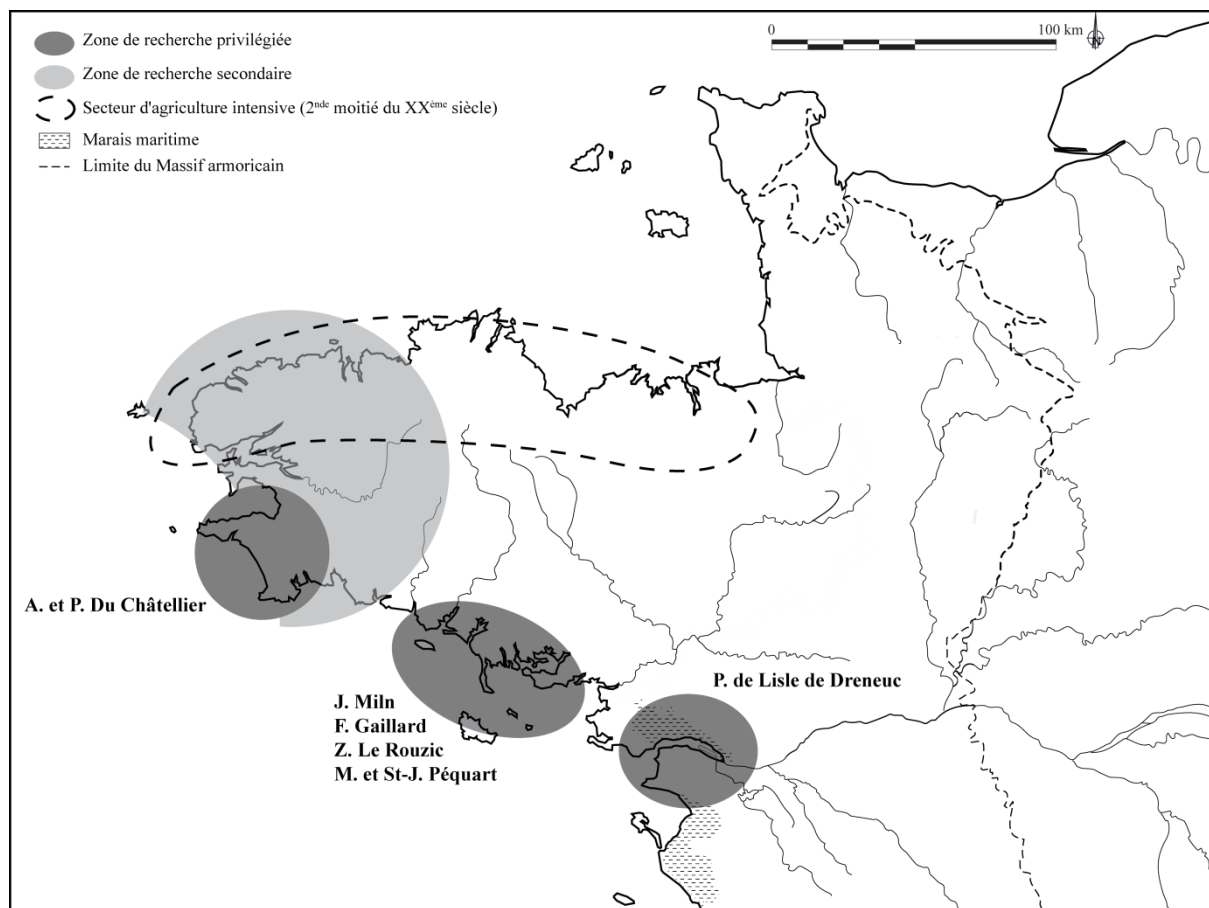 Zone de recherche privilégiée
Zone de recherche secondaire
Secteur d'agriculture intensive (2nde moitié du XXème siècle)
Marais maritime
Limite du Massif armoricain
0 100 km
N
A. et P. Du Châtellier
J. Miln
F. Gaillard
Z. Le Rouzic
M. et St-J. Péquart
P. de Lisle de Dreneuc